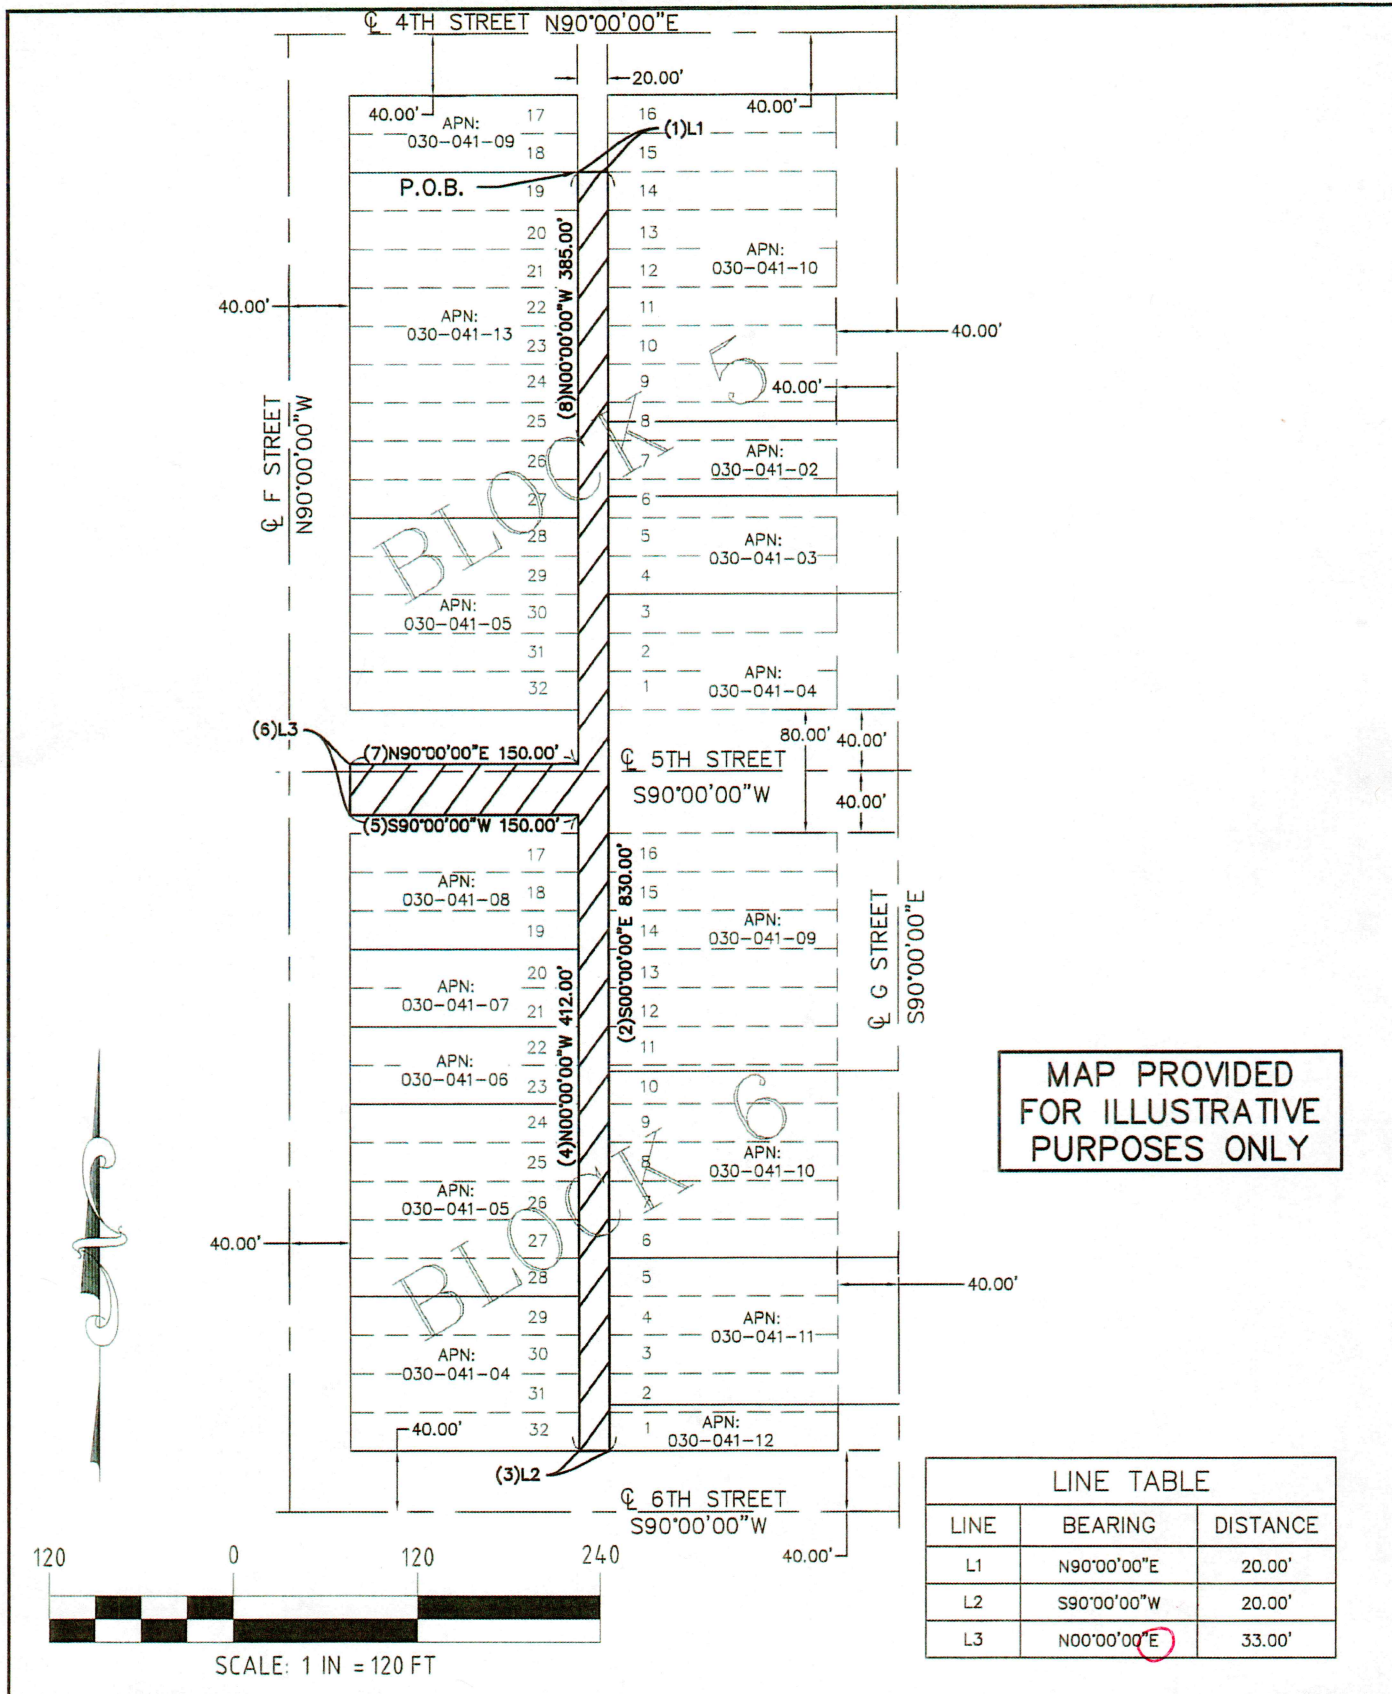 ℄ 4TH STREET N90°00'00"E
20.00'
40.00'
40.00'
APN:
030-041-09
17
18
16
15
(1)L1
P.O.B.
19
20
21
22
23
24
25
26
27
28
29
30
31
32
14
13
12
11
10
9
8
7
6
5
4
3
2
1
(8)N00°00'00"W 385.00'
APN:
030-041-10
40.00'
APN:
030-041-13
40.00'
40.00'
BLOCK 5
℄ F STREET
N90°00'00"W
APN:
030-041-02
APN:
030-041-03
APN:
030-041-05
APN:
030-041-04
(6)L3
(7)N90°00'00"E 150.00'
80.00'
40.00'
℄ 5TH STREET
S90°00'00"W
40.00'
(5)S90°00'00"W 150.00'
17
18
19
20
21
22
23
24
25
26
27
28
29
30
31
32
16
15
14
13
12
11
10
9
8
7
6
5
4
3
2
1
APN:
030-041-08
(2)S00°00'00"E 830.00'
APN:
030-041-09
℄ G STREET
S90°00'00"E
APN:
030-041-07
(4)N00°00'00"W 412.00'
APN:
030-041-06
BLOCK 6
APN:
030-041-10
MAP PROVIDED
FOR ILLUSTRATIVE
PURPOSES ONLY
APN:
030-041-05
40.00'
40.00'
APN:
030-041-11
APN:
030-041-04
40.00'
APN:
030-041-12
(3)L2
℄ 6TH STREET
S90°00'00"W
40.00'
LINE TABLE
LINE BEARING DISTANCE
L1 N90°00'00"E 20.00'
L2 S90°00'00"W 20.00'
L3 N00°00'00"E 33.00'
120 0 120 240
SCALE: 1 IN = 120 FT